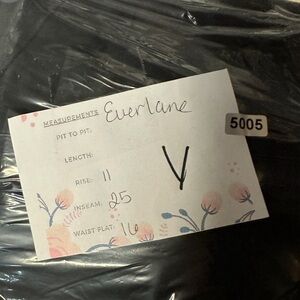 Everlane
MEASUREMENTS
PIT TO PIT:
LENGTH:
RISE: 11
INSEAM: 25
WAIST FLAT: 16
V
5005